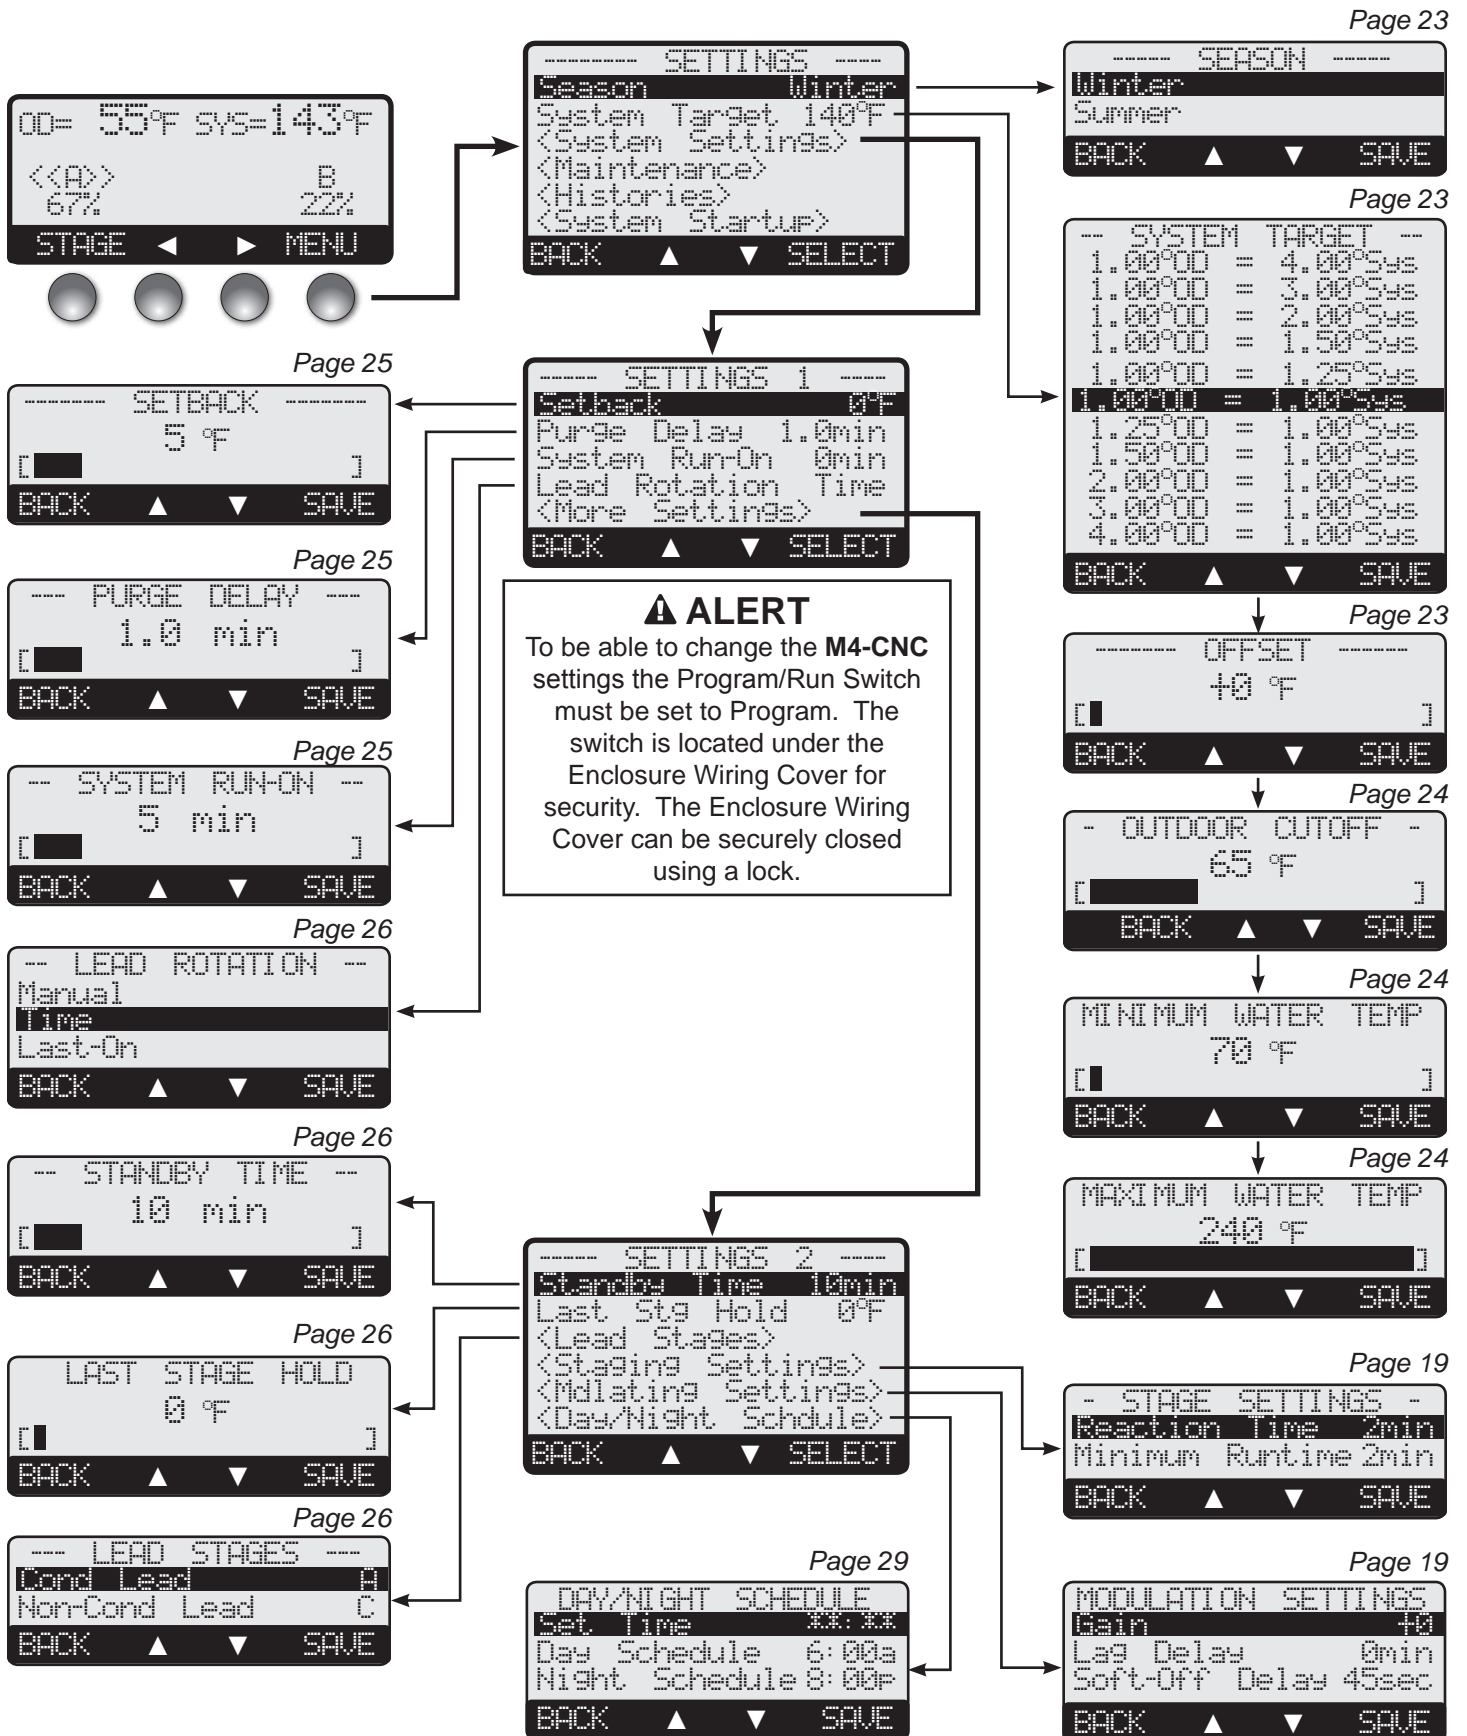 OD= 55°F SYS=143°F
<<A>> B
67% 22%
STAGE ◄ ► MENU
-------- SETTINGS ----
Season Winter
System Target 140°F
<System Settings>
<Maintenance>
<Histories>
<System Startup>
BACK ▲ ▼ SELECT
Page 23
----- SEASON -----
Winter
Summer
BACK ▲ ▼ SAVE
Page 23
-- SYSTEM TARGET --
1.00°OD = 4.00°Sys
1.00°OD = 3.00°Sys
1.00°OD = 2.00°Sys
1.00°OD = 1.50°Sys
1.00°OD = 1.25°Sys
1.00°OD = 1.00°Sys
1.25°OD = 1.00°Sys
1.50°OD = 1.00°Sys
2.00°OD = 1.00°Sys
3.00°OD = 1.00°Sys
4.00°OD = 1.00°Sys
BACK ▲ ▼ SAVE
Page 23
------- OFFSET ------
+0 °F
[ ]
BACK ▲ ▼ SAVE
Page 24
- OUTDOOR CUTOFF -
65 °F
[ ]
BACK ▲ ▼ SAVE
Page 24
MINIMUM WATER TEMP
70 °F
[ ]
BACK ▲ ▼ SAVE
Page 24
MAXIMUM WATER TEMP
240 °F
[ ]
BACK ▲ ▼ SAVE
---- SETTINGS 1 ----
Setback 0°F
Purge Delay 1.0min
System Run-On 0min
Lead Rotation Time
<More Settings>
BACK ▲ ▼ SELECT
Page 25
------- SETBACK -------
5 °F
[ ]
BACK ▲ ▼ SAVE
Page 25
--- PURGE DELAY ---
1.0 min
[ ]
BACK ▲ ▼ SAVE
Page 25
-- SYSTEM RUN-ON --
5 min
[ ]
BACK ▲ ▼ SAVE
Page 26
-- LEAD ROTATION --
Manual
Time
Last-On
BACK ▲ ▼ SAVE
ALERT
To be able to change the M4-CNC
settings the Program/Run Switch
must be set to Program. The
switch is located under the
Enclosure Wiring Cover for
security. The Enclosure Wiring
Cover can be securely closed
using a lock.
----- SETTINGS 2 ----
Standby Time 10min
Last Stg Hold 0°F
<Lead Stages>
<Staging Settings>
<Mdlating Settings>
<Day/Night Schdule>
BACK ▲ ▼ SELECT
Page 26
-- STANDBY TIME --
10 min
[ ]
BACK ▲ ▼ SAVE
Page 26
LAST STAGE HOLD
0 °F
[ ]
BACK ▲ ▼ SAVE
Page 26
--- LEAD STAGES ---
Cond Lead A
Non-Cond Lead C
BACK ▲ ▼ SAVE
Page 29
DAY/NIGHT SCHEDULE
Set Time **:**
Day Schedule 6:00a
Night Schedule 8:00p
BACK ▲ ▼ SAVE
Page 19
- STAGE SETTINGS -
Reaction Time 2min
Minimum Runtime 2min
BACK ▲ ▼ SAVE
Page 19
MODULATION SETTINGS
Gain +0
Lag Delay 0min
Soft-Off Delay 45sec
BACK ▲ ▼ SAVE